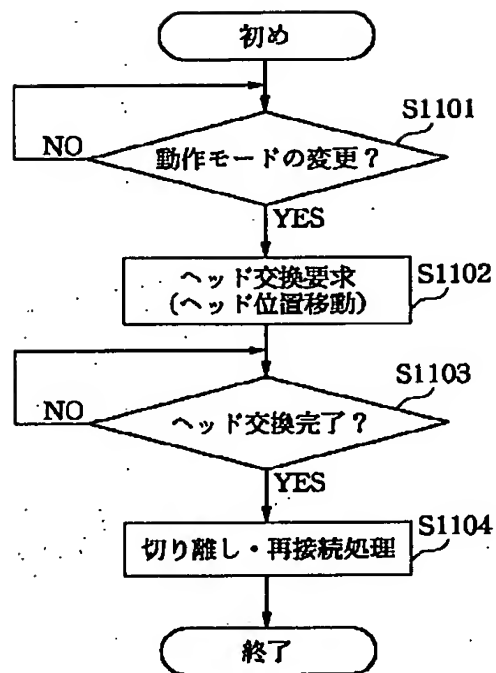 初め
S1101
動作モードの変更？
NO
YES
ヘッド交換要求
(ヘッド位置移動)
S1102
S1103
ヘッド交換完了？
NO
YES
S1104
切り離し・再接続処理
終了